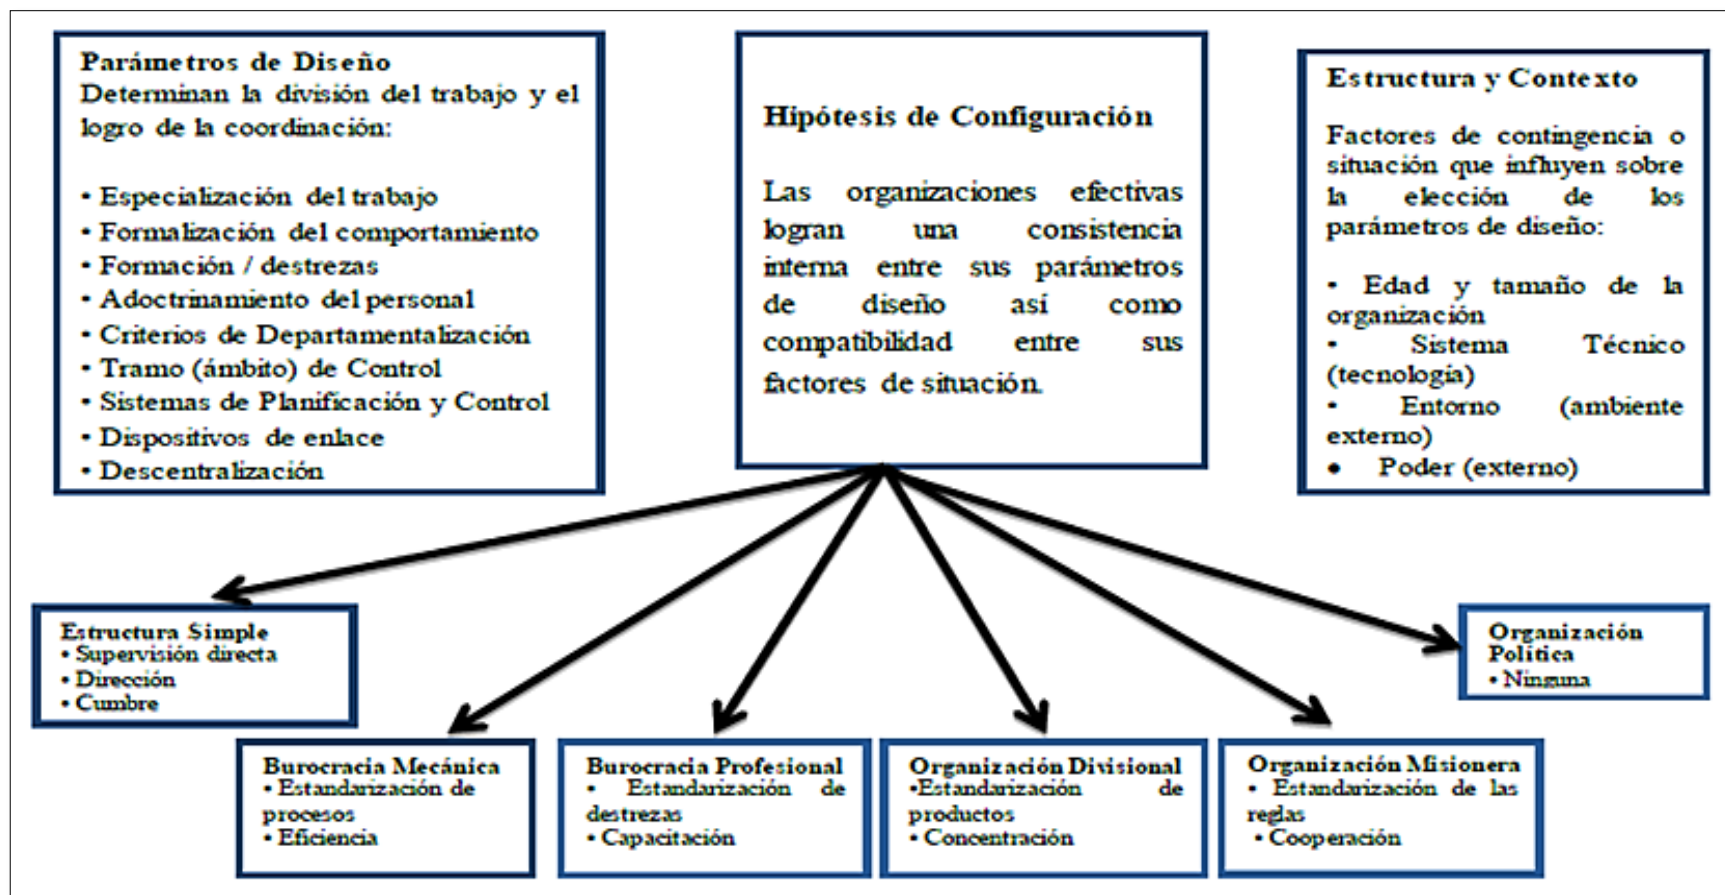 Parámetros de Diseño
Determinan la división del trabajo y el
logro de la coordinación:
• Especialización del trabajo
• Formalización del comportamiento
• Formación / destrezas
• Adoctrinamiento del personal
• Criterios de Departamentalización
• Tramo (ámbito) de Control
• Sistemas de Planificación y Control
• Dispositivos de enlace
• Descentralización
Hipótesis de Configuración
Las organizaciones efectivas
logran una consistencia
interna entre sus parámetros
de diseño así como
compatibilidad entre sus
factores de situación.
Estructura y Contexto
Factores de contingencia o
situación que influyen sobre
la elección de los
parámetros de diseño:
• Edad y tamaño de la
organización
• Sistema Técnico
(tecnología)
• Entorno (ambiente
externo)
• Poder (externo)
Estructura Simple
• Supervisión directa
• Dirección
• Cumbre
Burocracia Mecánica
• Estandarización de
procesos
• Eficiencia
Burocracia Profesional
• Estandarización de
destrezas
• Capacitación
Organización Divisional
•Estandarización de
productos
• Concentración
Organización Misionera
• Estandarización de las
reglas
• Cooperación
Organización
Política
• Ninguna